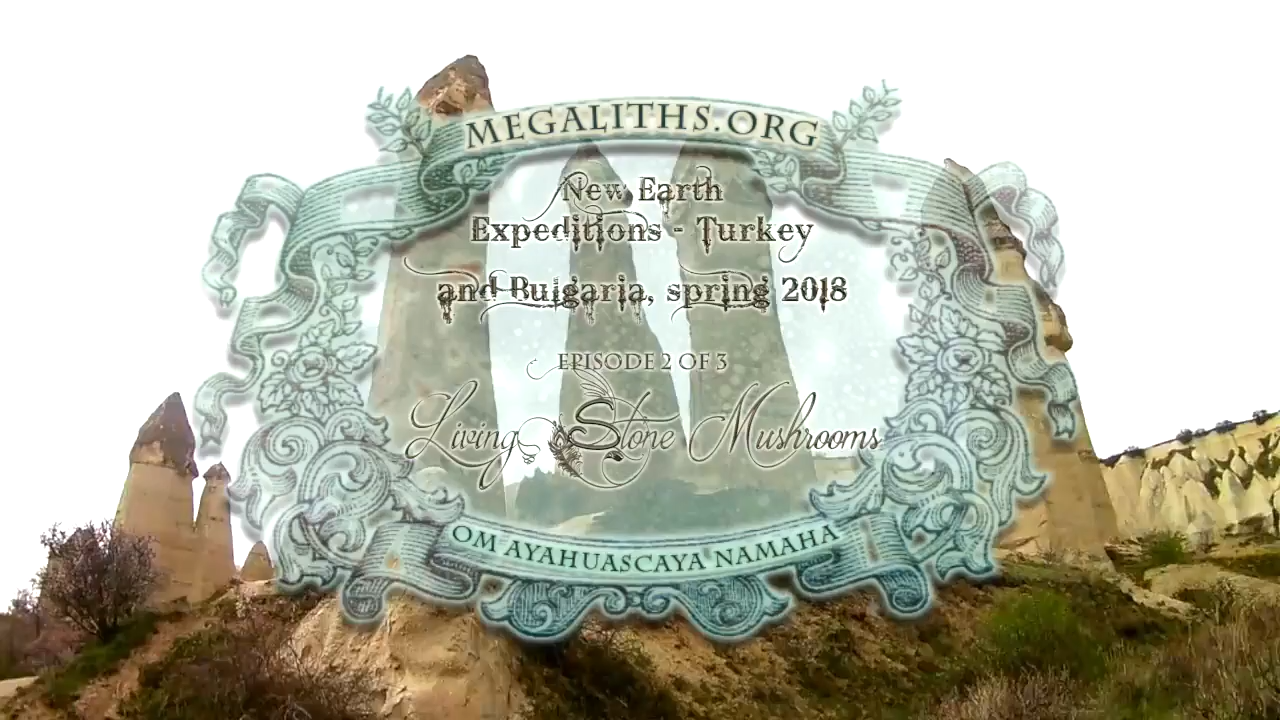 MEGALITHS.ORG
New Earth
Expeditions - Turkey
and Bulgaria, spring 2018
EPISODE 2 OF 3
Living Stone Mushrooms
OM AYAHUASCAYA NAMAHA